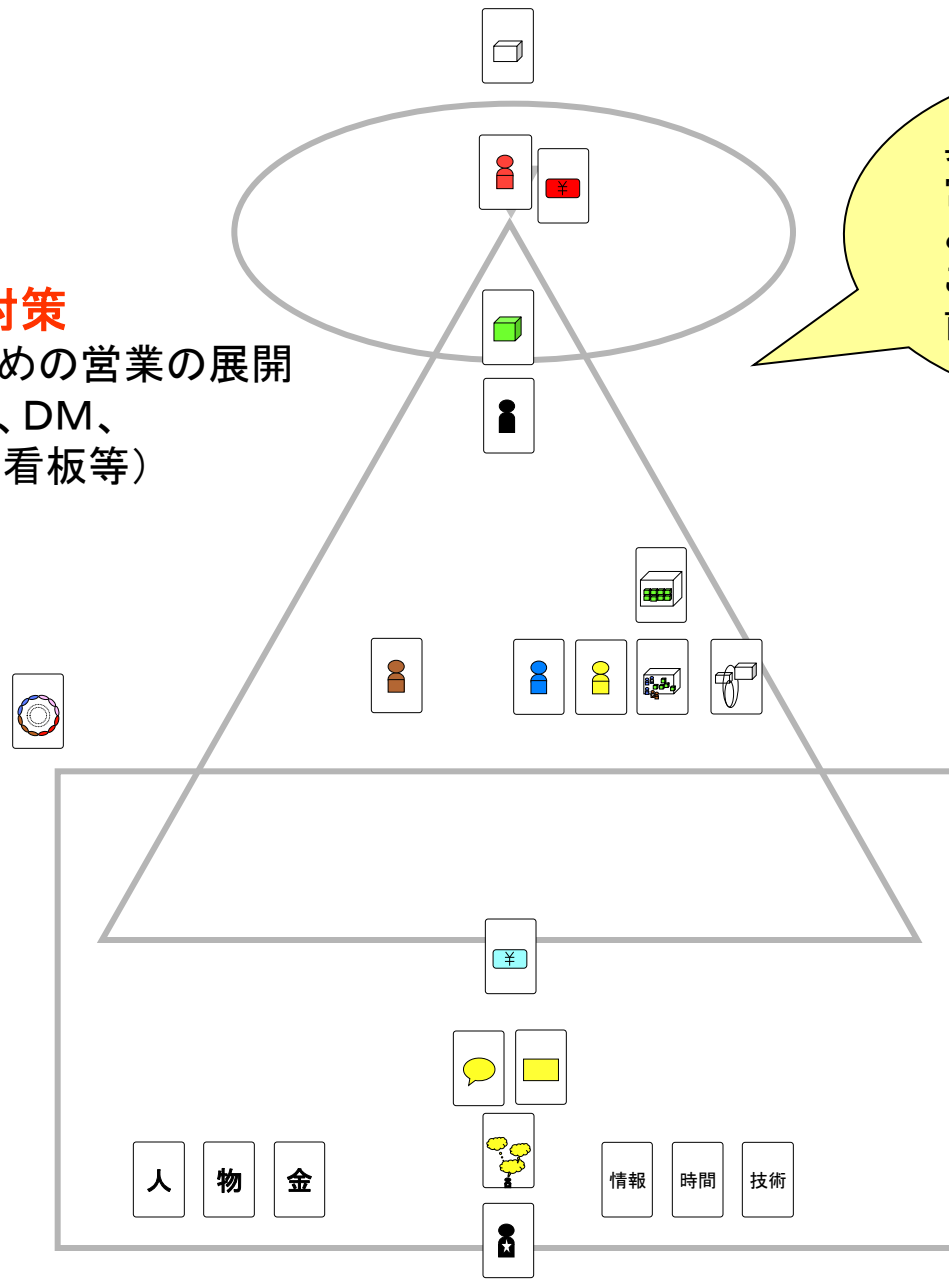 ¥
対策
めの営業の展開
、DM、
看板等）
¥
人
物
金
情報
時間
技術